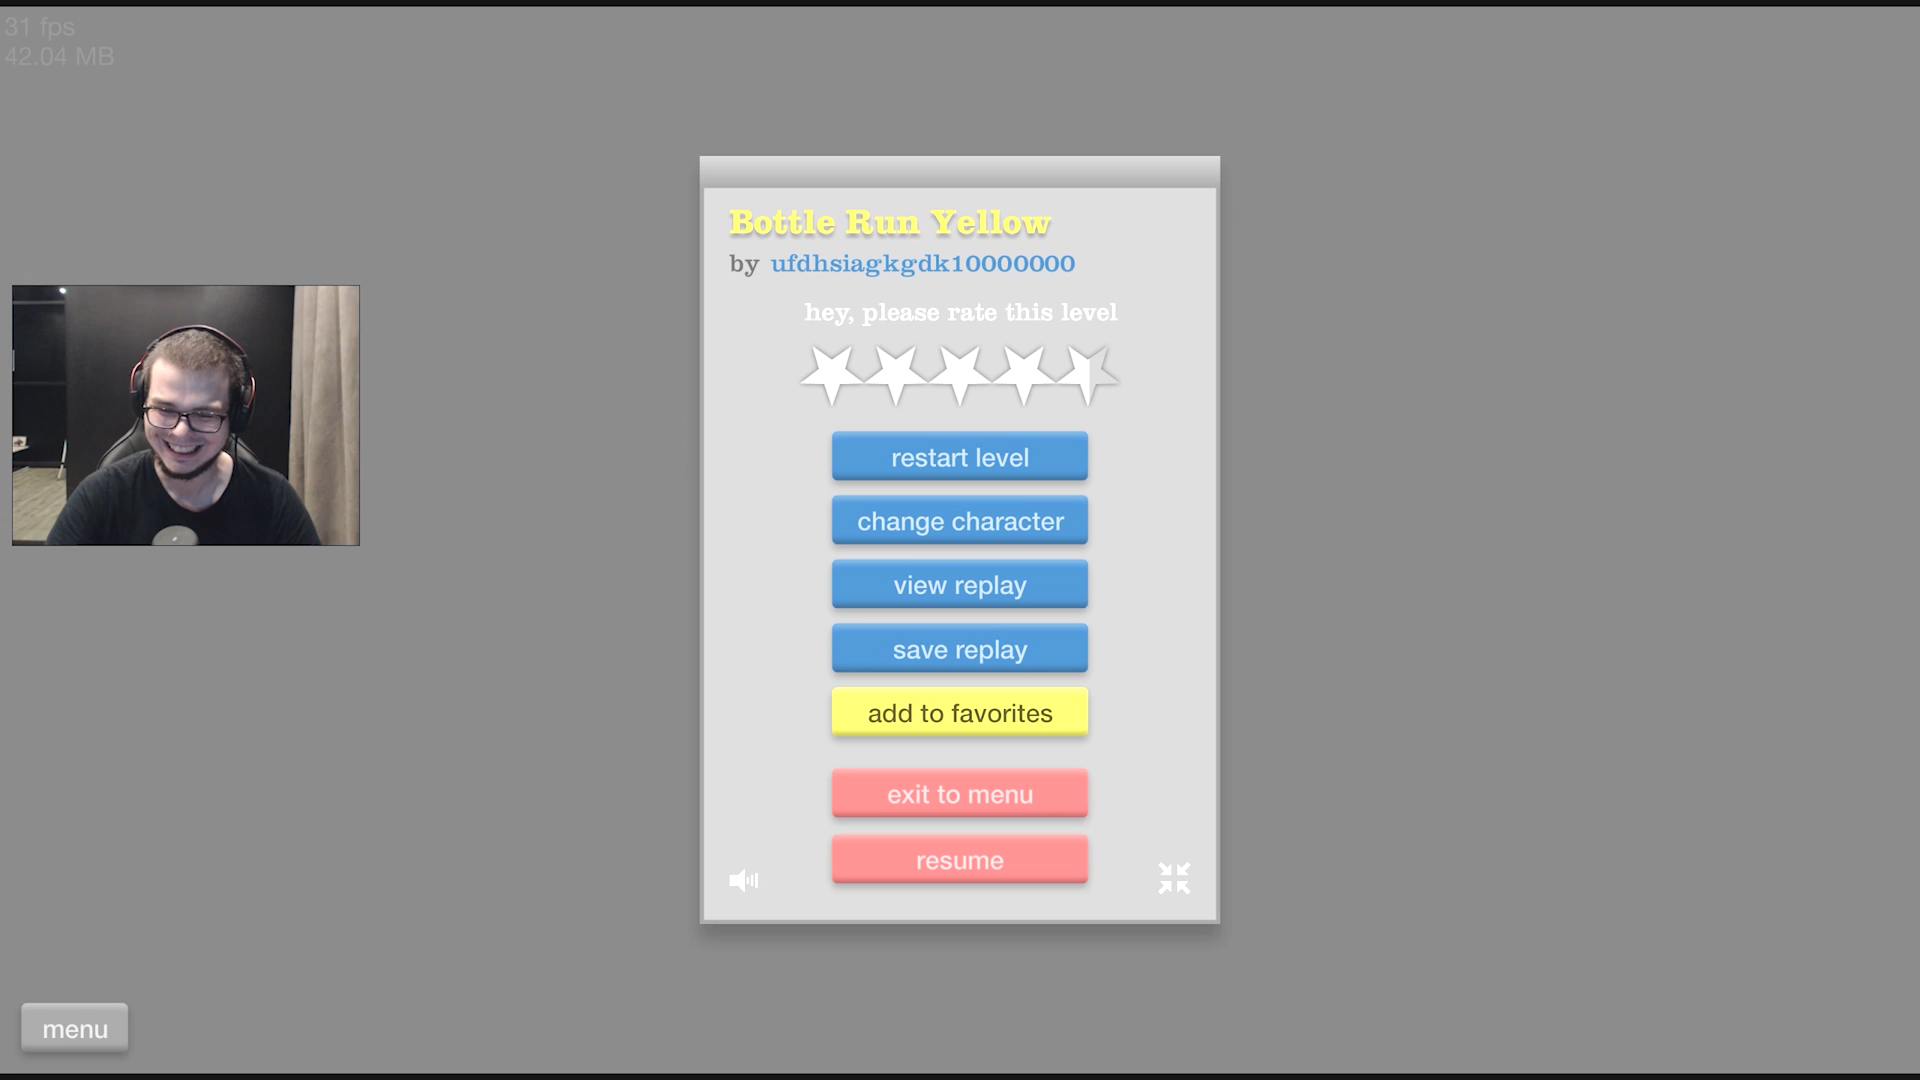 31 fps
42.04 MB
Bottle Run Yellow
by ufdhsiagkgdk10000000
hey, please rate this level
restart level
change character
view replay
save replay
add to favorites
exit to menu
resume
menu